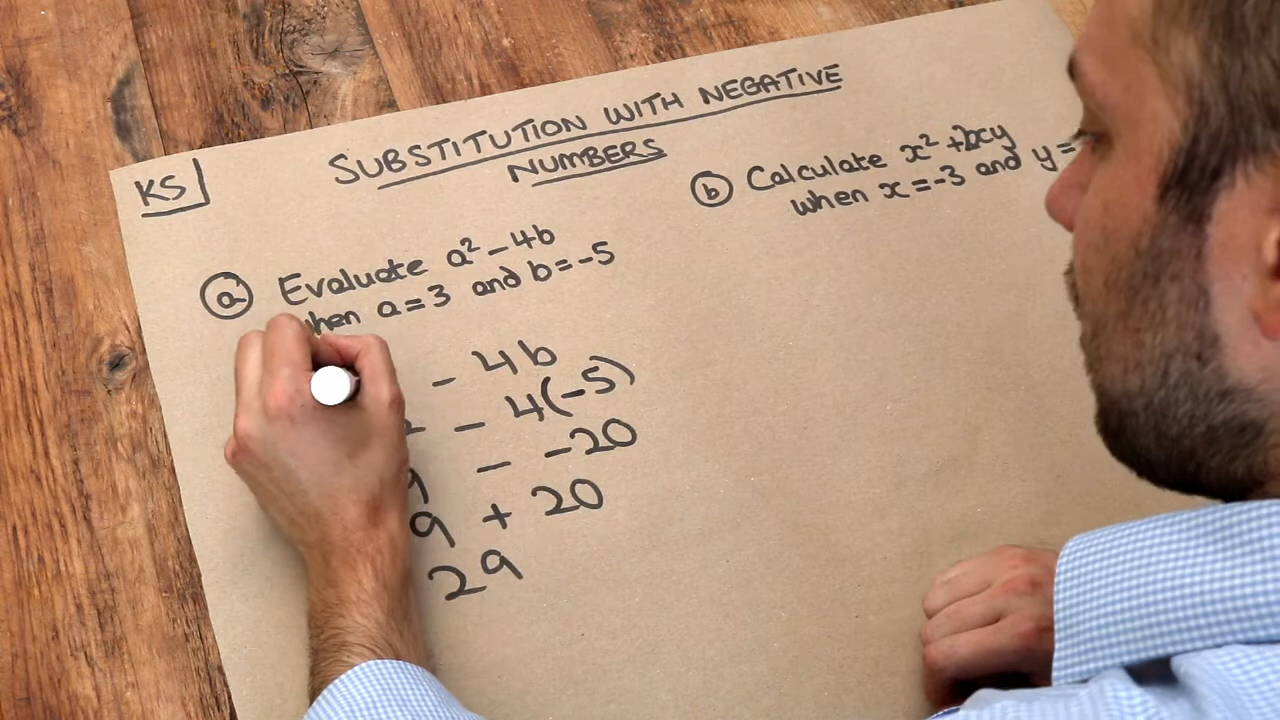 SUBSTITUTION WITH NEGATIVE
NUMBERS
KS
a Evaluate a² - 4b
when a = 3 and b = -5
- 4b
- 4(-5)
9 - -20
9 + 20
29
b Calculate x² + 2xy
when x = -3 and y =